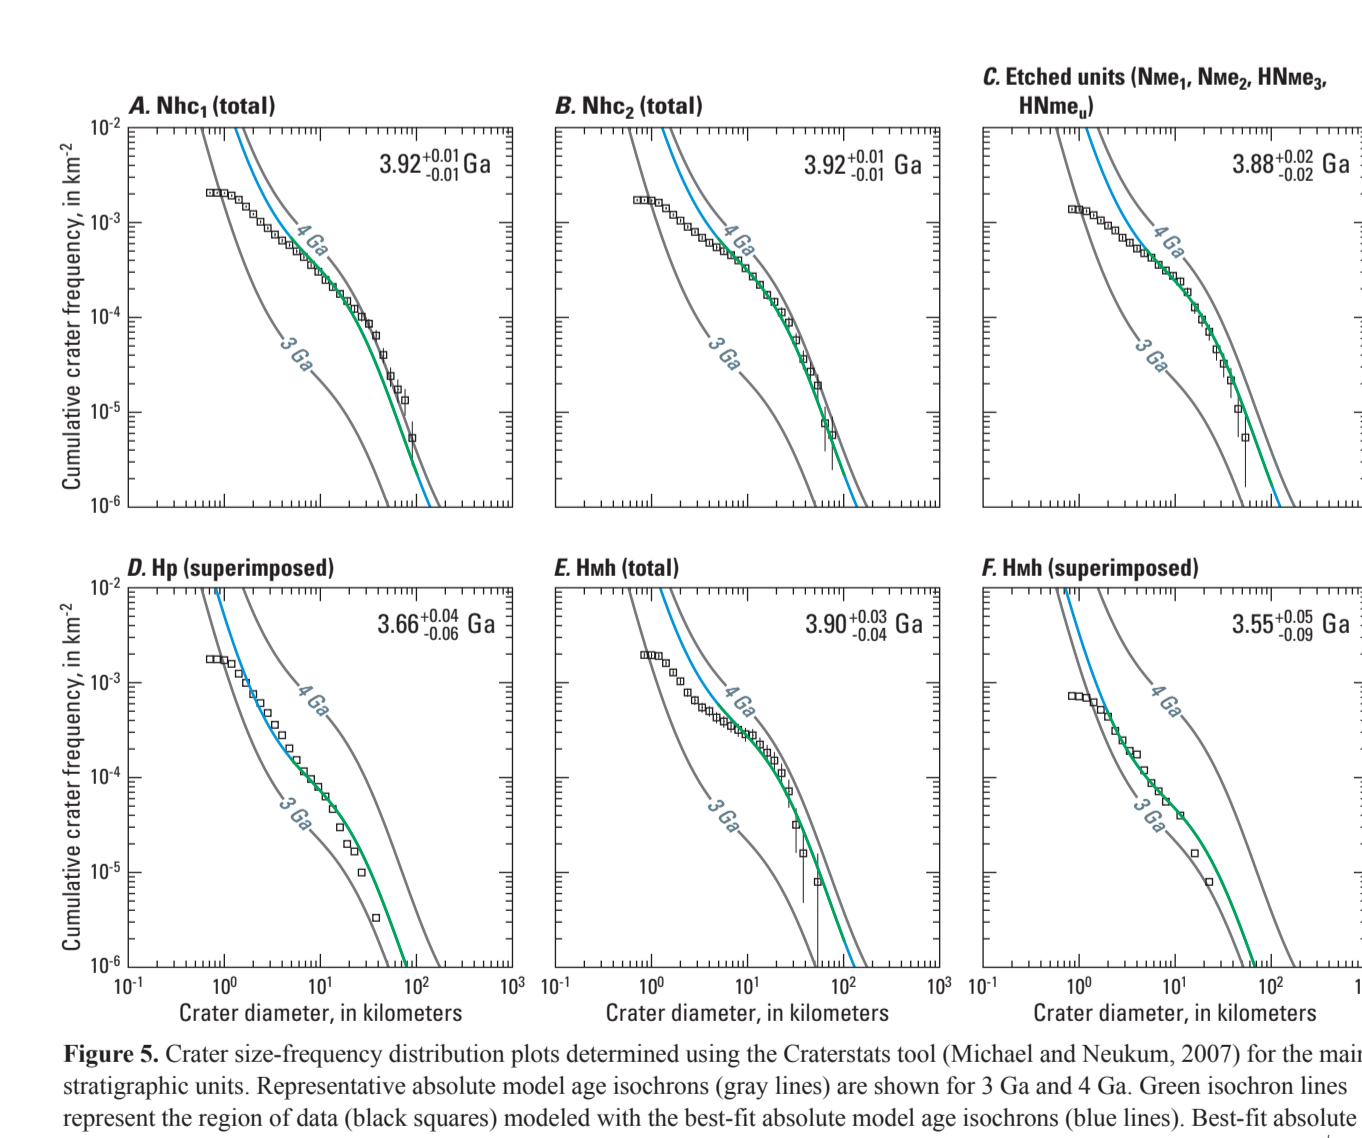 C. Etched units (Nᴍe₁, Nᴍe₂, HNᴍe₃,
HNmeᵤ)
A. Nhc₁ (total)
B. Nhc₂ (total)
3.92 +0.01 -0.01 Ga
3.92 +0.01 -0.01 Ga
3.88 +0.02 -0.02 Ga
Cumulative crater frequency, in km⁻²
10⁻²
10⁻³
10⁻⁴
10⁻⁵
10⁻⁶
4 Ga
3 Ga
4 Ga
3 Ga
4 Ga
3 Ga
D. Hp (superimposed)
E. Hᴍh (total)
F. Hᴍh (superimposed)
3.66 +0.04 -0.06 Ga
3.90 +0.03 -0.04 Ga
3.55 +0.05 -0.09 Ga
Cumulative crater frequency, in km⁻²
10⁻²
10⁻³
10⁻⁴
10⁻⁵
10⁻⁶
4 Ga
3 Ga
4 Ga
3 Ga
4 Ga
3 Ga
10⁻¹ 10⁰ 10¹ 10² 10³ 10⁻¹ 10⁰ 10¹ 10² 10³ 10⁻¹ 10⁰ 10¹ 10²
Crater diameter, in kilometers
Crater diameter, in kilometers
Crater diameter, in kilometers
Figure 5. Crater size-frequency distribution plots determined using the Craterstats tool (Michael and Neukum, 2007) for the main
stratigraphic units. Representative absolute model age isochrons (gray lines) are shown for 3 Ga and 4 Ga. Green isochron lines
represent the region of data (black squares) modeled with the best-fit absolute model age isochrons (blue lines). Best-fit absolute